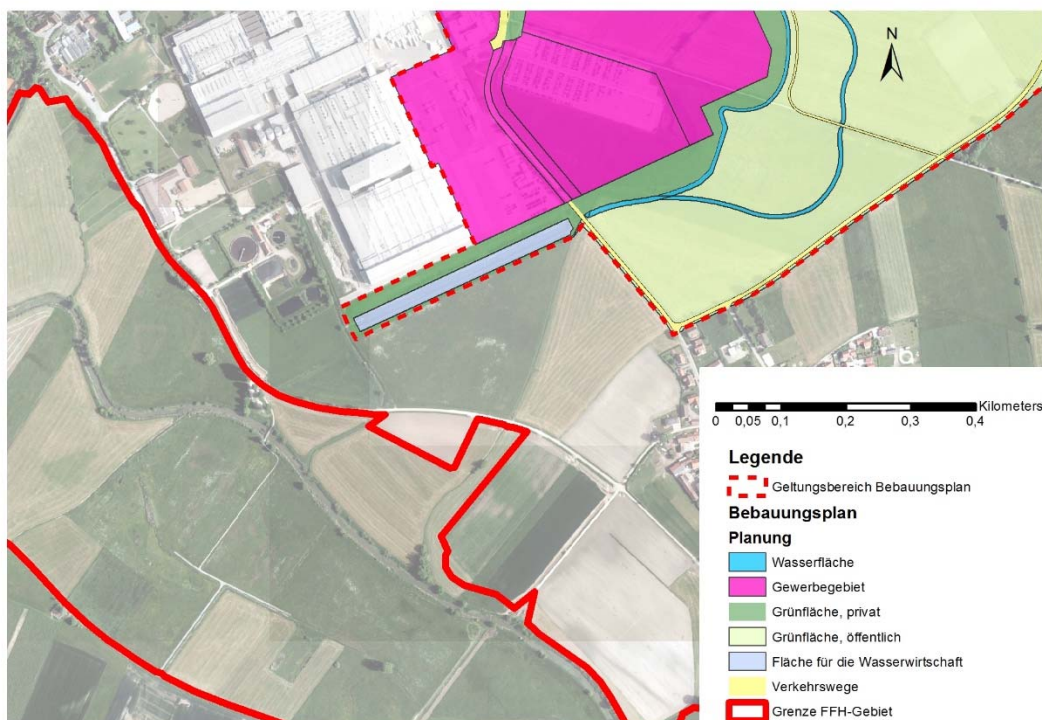 N
Kilometers
0 0,05 0,1 0,2 0,3 0,4
Legende
Geltungsbereich Bebauungsplan
Bebauungsplan
Planung
Wasserfläche
Gewerbegebiet
Grünfläche, privat
Grünfläche, öffentlich
Fläche für die Wasserwirtschaft
Verkehrswege
Grenze FFH-Gebiet